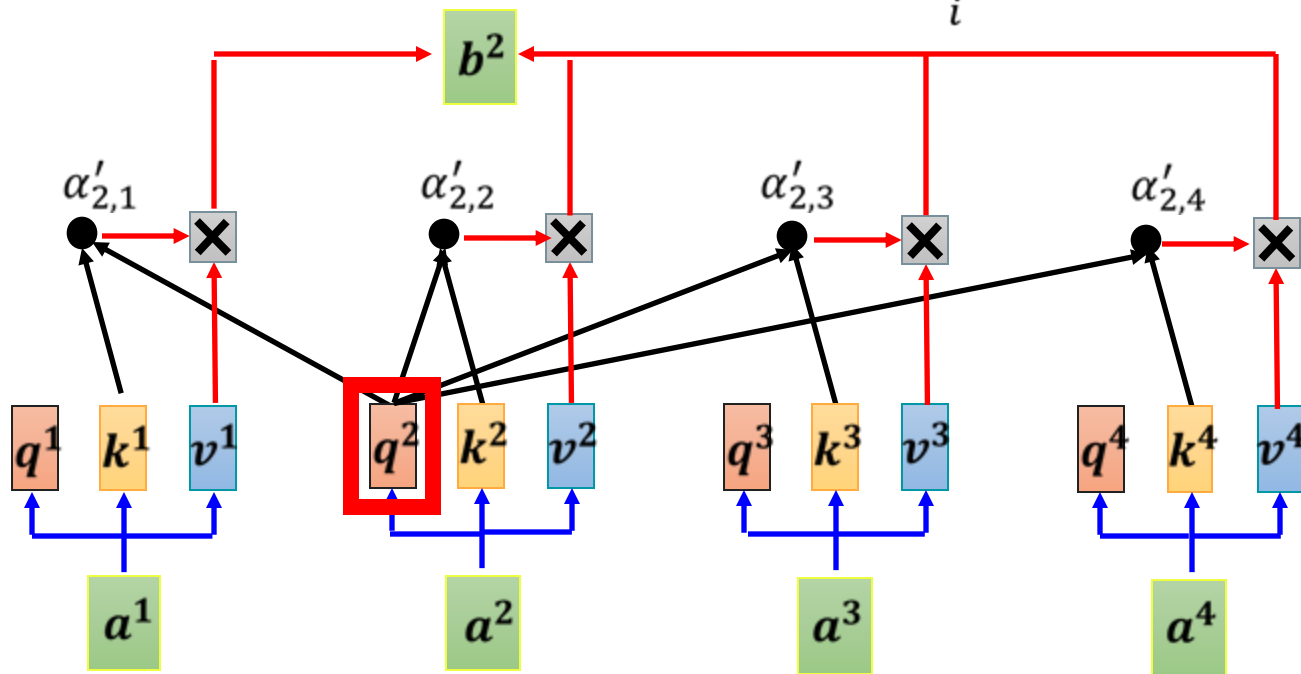 i
b²
α′₂,₁ α′₂,₂ α′₂,₃ α′₂,₄
q¹ k¹ v¹ q² k² v² q³ k³ v³ q⁴ k⁴ v⁴
a¹ a² a³ a⁴